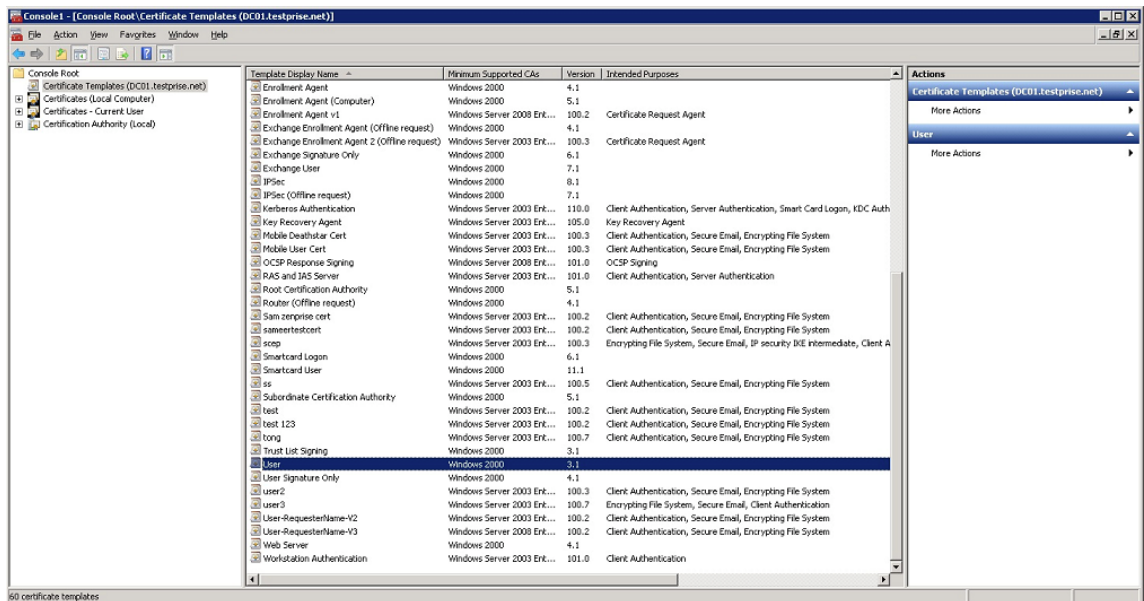 Console1 - [Console Root\Certificate Templates (DC01.testprise.net)]
File Action View Favorites Window Help
Console Root
Certificate Templates (DC01.testprise.net)
Certificates (Local Computer)
Certificates - Current User
Certification Authority (Local)
Template Display Name Minimum Supported CAs Version Intended Purposes
Enrollment Agent Windows 2000 4.1
Enrollment Agent (Computer) Windows 2000 5.1
Enrollment Agent v1 Windows Server 2008 Ent... 100.2 Certificate Request Agent
Exchange Enrollment Agent (Offline request) Windows 2000 4.1
Exchange Enrollment Agent 2 (Offline request) Windows Server 2003 Ent... 100.3 Certificate Request Agent
Exchange Signature Only Windows 2000 6.1
Exchange User Windows 2000 7.1
IPSec Windows 2000 8.1
IPSec (Offline request) Windows 2000 7.1
Kerberos Authentication Windows Server 2003 Ent... 110.0 Client Authentication, Server Authentication, Smart Card Logon, KDC Auth
Key Recovery Agent Windows Server 2003 Ent... 105.0 Key Recovery Agent
Mobile Deathstar Cert Windows Server 2003 Ent... 100.3 Client Authentication, Secure Email, Encrypting File System
Mobile User Cert Windows Server 2003 Ent... 100.3 Client Authentication, Secure Email, Encrypting File System
OCSP Response Signing Windows Server 2008 Ent... 101.0 OCSP Signing
RAS and IAS Server Windows Server 2003 Ent... 101.0 Client Authentication, Server Authentication
Root Certification Authority Windows 2000 5.1
Router (Offline request) Windows 2000 4.1
Sam zenprise cert Windows Server 2003 Ent... 100.2 Client Authentication, Secure Email, Encrypting File System
sameertestcert Windows Server 2003 Ent... 100.2 Client Authentication, Secure Email, Encrypting File System
scep Windows Server 2003 Ent... 100.3 Encrypting File System, Secure Email, IP security IKE intermediate, Client A
Smartcard Logon Windows 2000 6.1
Smartcard User Windows 2000 11.1
ss Windows Server 2003 Ent... 100.5 Client Authentication, Secure Email, Encrypting File System
Subordinate Certification Authority Windows 2000 5.1
test Windows Server 2003 Ent... 100.2 Client Authentication, Secure Email, Encrypting File System
test 123 Windows Server 2003 Ent... 100.2 Client Authentication, Secure Email, Encrypting File System
tong Windows Server 2003 Ent... 100.7 Client Authentication, Secure Email, Encrypting File System
Trust List Signing Windows 2000 3.1
User Windows 2000 3.1
User Signature Only Windows 2000 4.1
user2 Windows Server 2003 Ent... 100.3 Client Authentication, Secure Email, Encrypting File System
user3 Windows Server 2003 Ent... 100.7 Encrypting File System, Secure Email, Client Authentication
User-RequesterName-V2 Windows Server 2003 Ent... 100.2 Client Authentication, Secure Email, Encrypting File System
User-RequesterName-V3 Windows Server 2008 Ent... 100.2 Client Authentication, Secure Email, Encrypting File System
Web Server Windows 2000 4.1
Workstation Authentication Windows Server 2003 Ent... 101.0 Client Authentication
Actions
Certificate Templates (DC01.testprise.net)
More Actions
User
More Actions
60 certificate templates